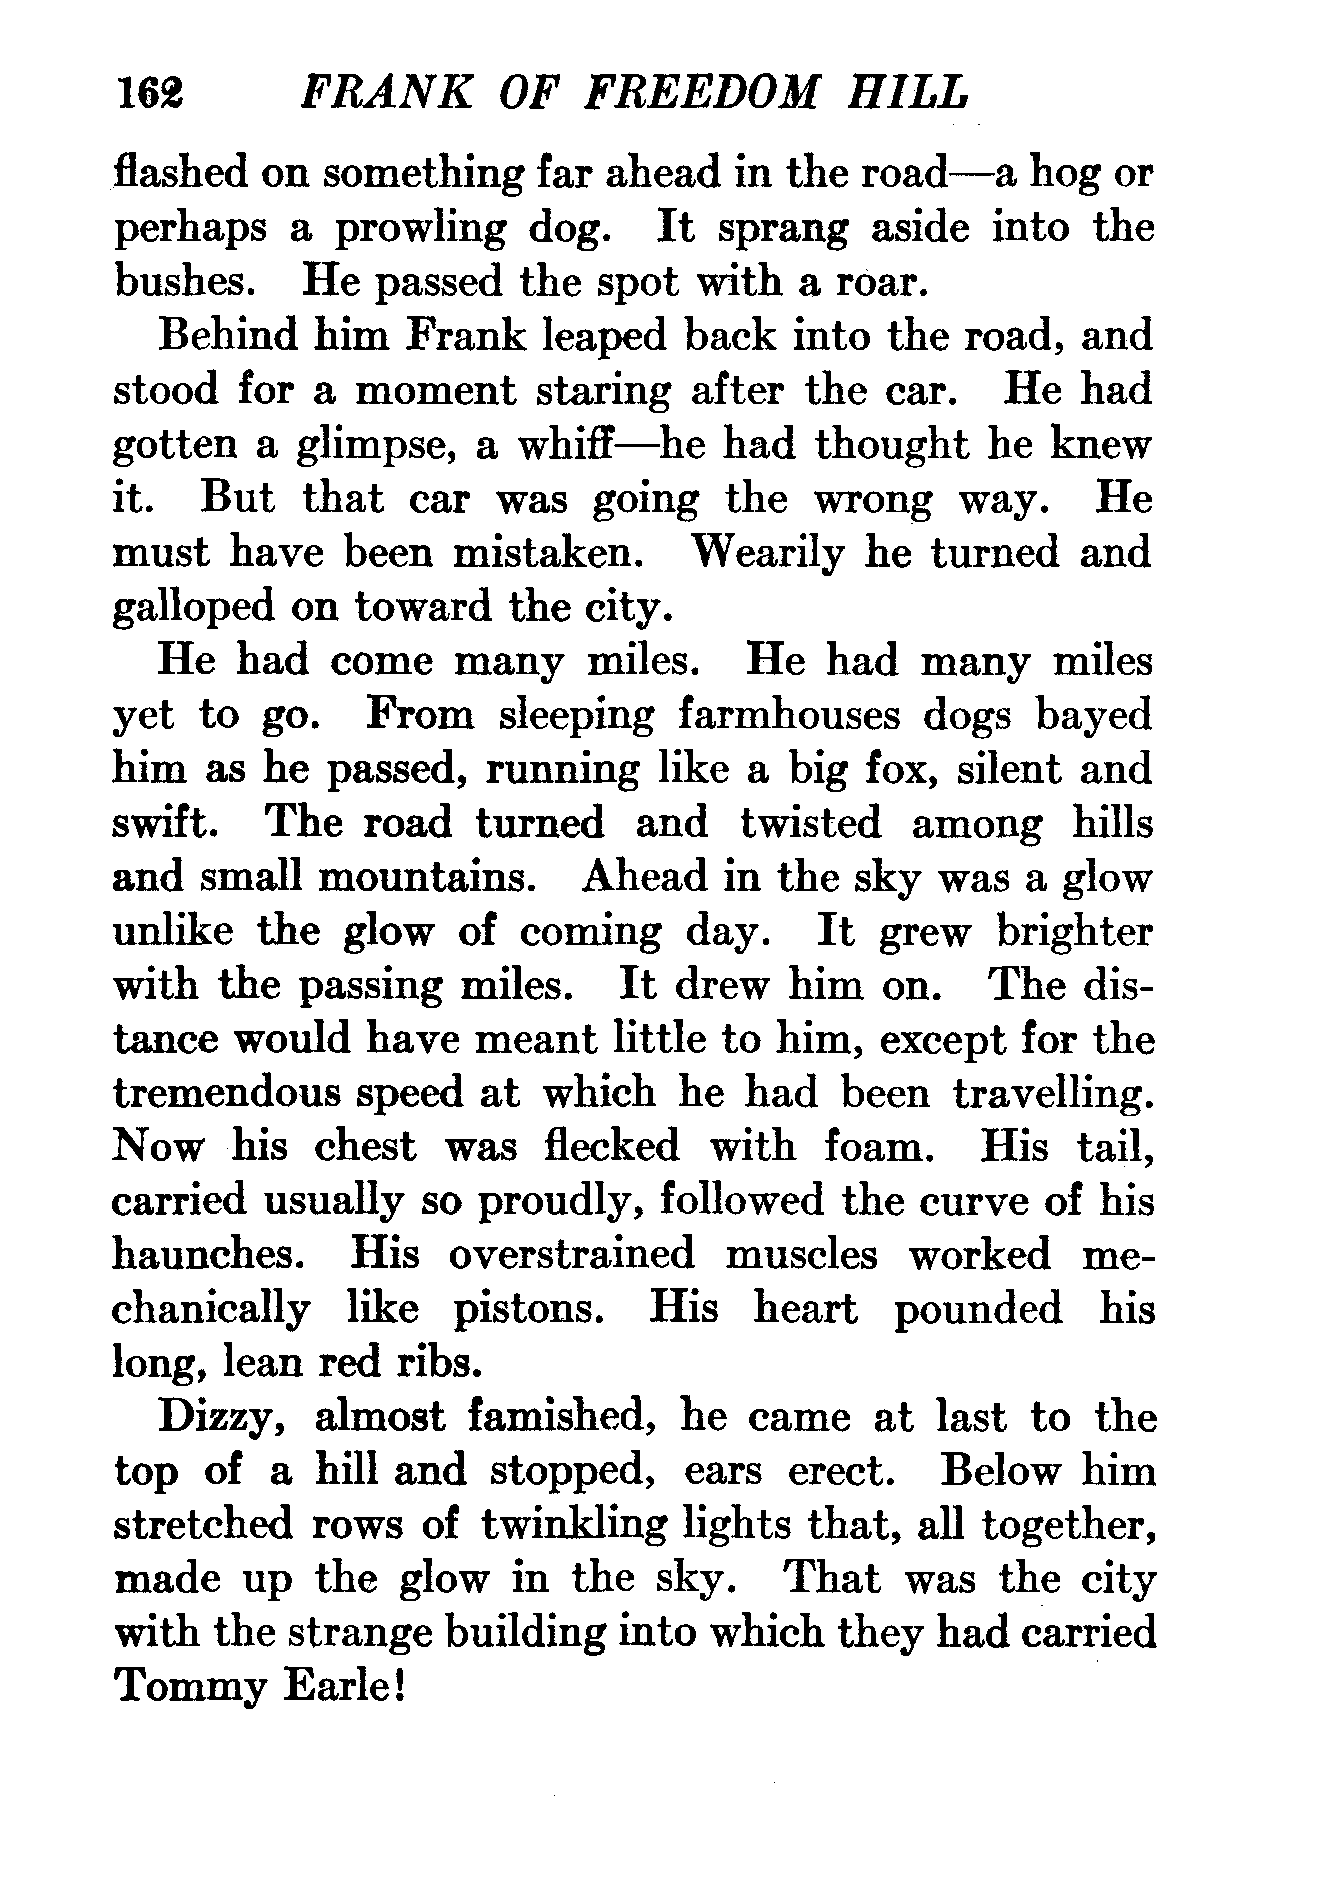 162 FRANK OF FREEDOM HILL
flashed on something far ahead in the road—a hog or
perhaps a prowling dog. It sprang aside into the
bushes. He passed the spot with a roar.
Behind him Frank leaped back into the road, and
stood for a moment staring after the car. He had
gotten a glimpse, a whiff—he had thought he knew
it. But that car was going the wrong way. He
must have been mistaken. Wearily he turned and
galloped on toward the city.
He had come many miles. He had many miles
yet to go. From sleeping farmhouses dogs bayed
him as he passed, running like a big fox, silent and
swift. The road turned and twisted among hills
and small mountains. Ahead in the sky was a glow
unlike the glow of coming day. It grew brighter
with the passing miles. It drew him on. The dis-
tance would have meant little to him, except for the
tremendous speed at which he had been travelling.
Now his chest was flecked with foam. His tail,
carried usually so proudly, followed the curve of his
haunches. His overstrained muscles worked me-
chanically like pistons. His heart pounded his
long, lean red ribs.
Dizzy, almost famished, he came at last to the
top of a hill and stopped, ears erect. Below him
stretched rows of twinkling lights that, all together,
made up the glow in the sky. That was the city
with the strange building into which they had carried
Tommy Earle!